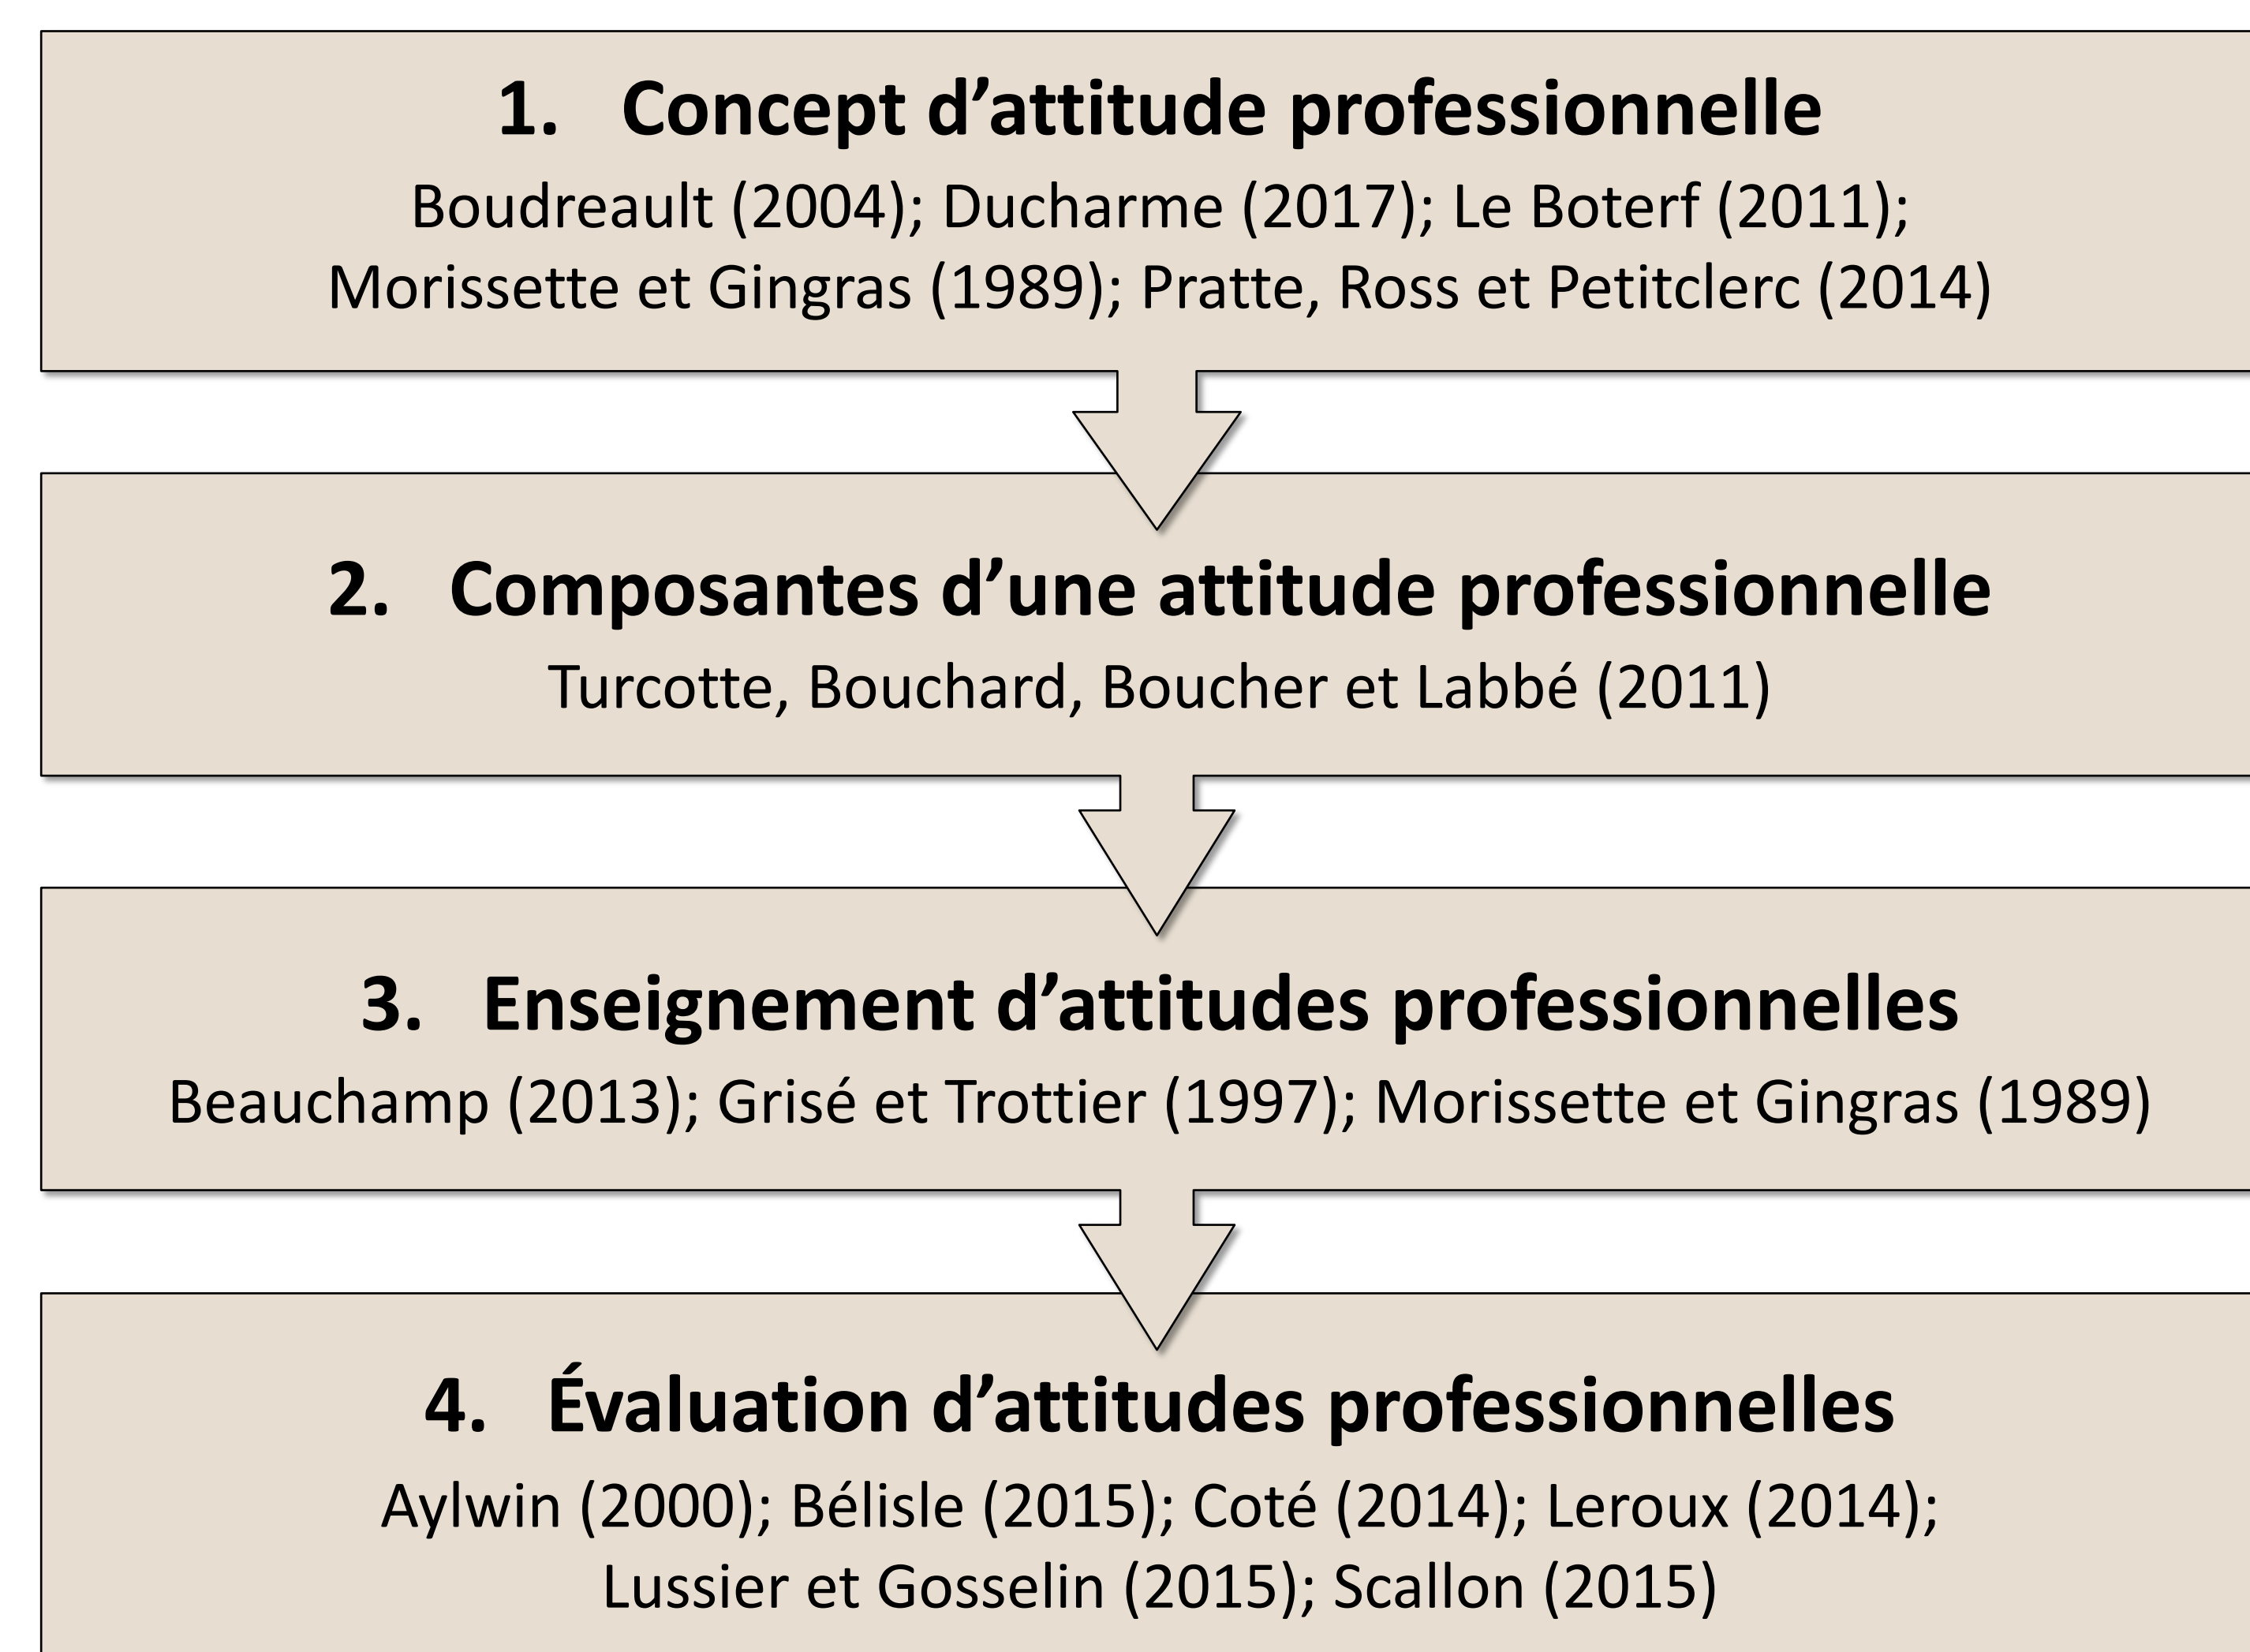 1. Concept d’attitude professionnelle
Boudreault (2004); Ducharme (2017); Le Boterf (2011);
Morissette et Gingras (1989); Pratte, Ross et Petitclerc (2014)
2. Composantes d’une attitude professionnelle
Turcotte, Bouchard, Boucher et Labbé (2011)
3. Enseignement d’attitudes professionnelles
Beauchamp (2013); Grisé et Trottier (1997); Morissette et Gingras (1989)
4. Évaluation d’attitudes professionnelles
Aylwin (2000); Bélisle (2015); Coté (2014); Leroux (2014);
Lussier et Gosselin (2015); Scallon (2015)